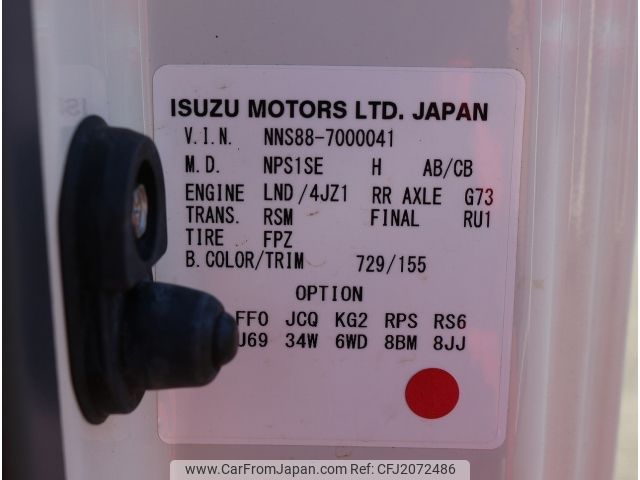 ISUZU MOTORS LTD. JAPAN
V.I.N. NNS88-7000041
M.D. NPS1SE H AB/CB
ENGINE LND/4JZ1 RR AXLE G73
TRANS. RSM FINAL RU1
TIRE FPZ
B.COLOR/TRIM 729/155
OPTION
FF0 JCQ KG2 RPS RS6
J69 34W 6WD 8BM 8JJ
www.CarFromJapan.com | CFJ2072486